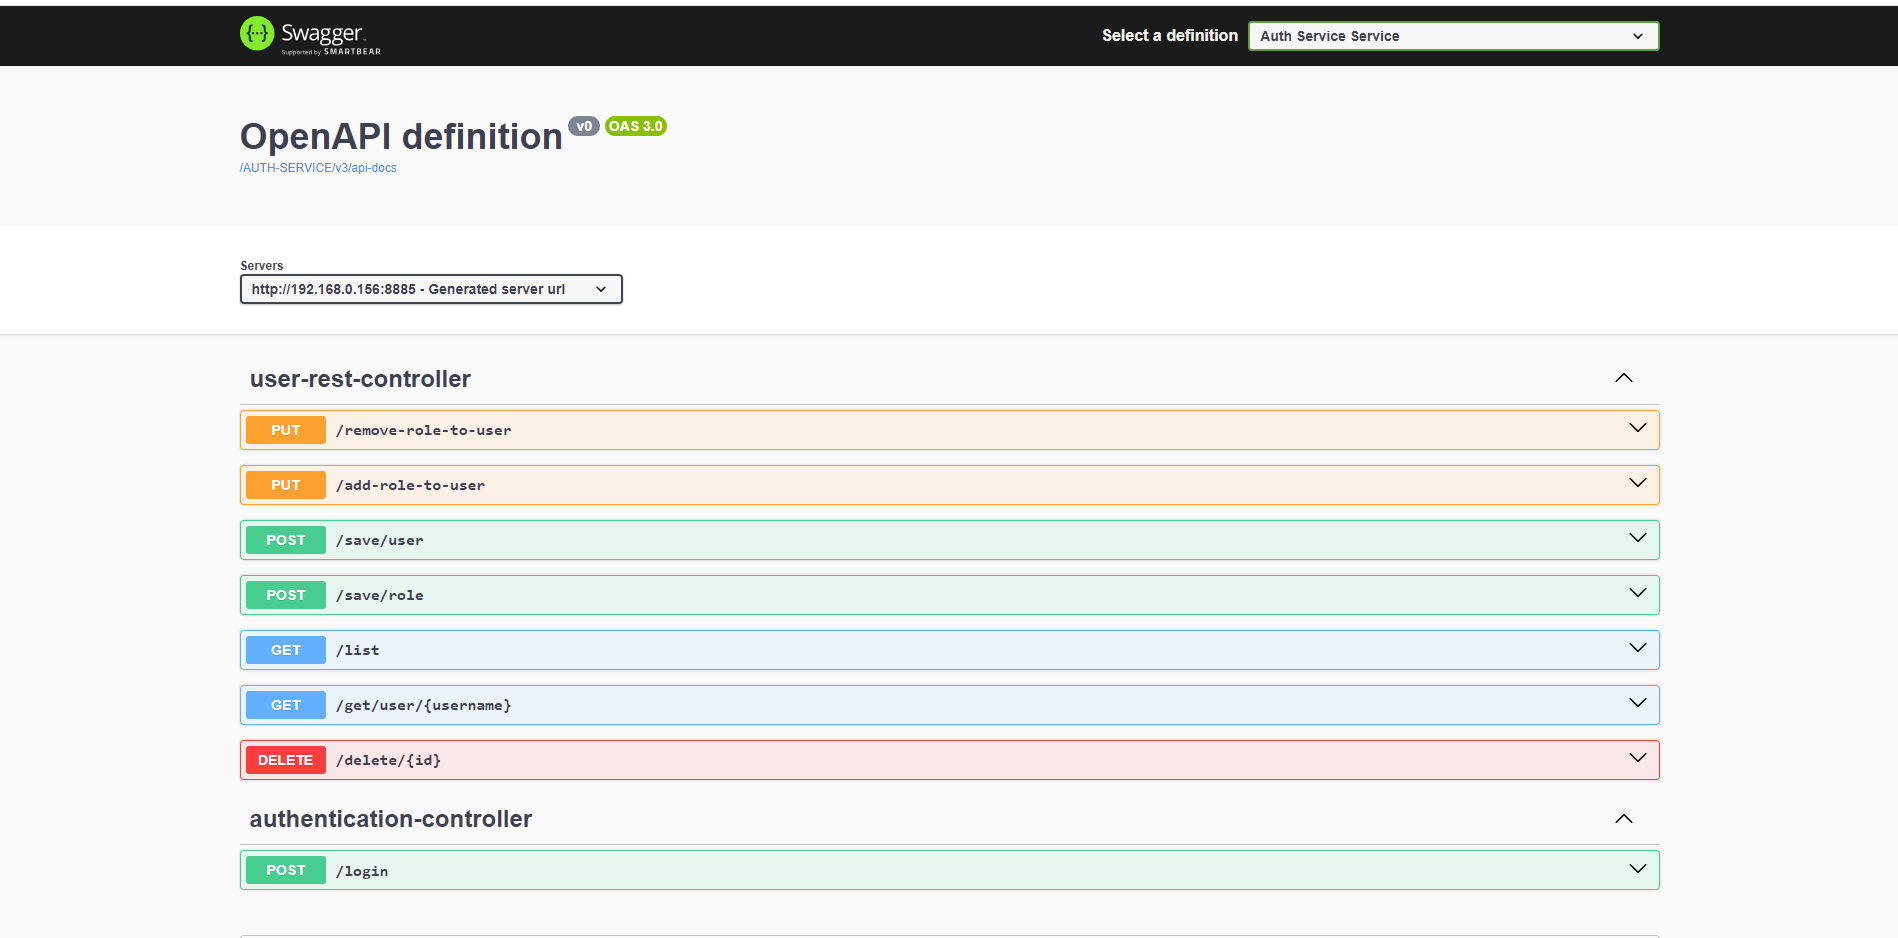 Swagger
Supported by SMARTBEAR
Select a definition
Auth Service Service
OpenAPI definition
v0
OAS 3.0
/AUTH-SERVICE/v3/api-docs
Servers
http://192.168.0.156:8885 - Generated server url
user-rest-controller
PUT /remove-role-to-user
PUT /add-role-to-user
POST /save/user
POST /save/role
GET /list
GET /get/user/{username}
DELETE /delete/{id}
authentication-controller
POST /login